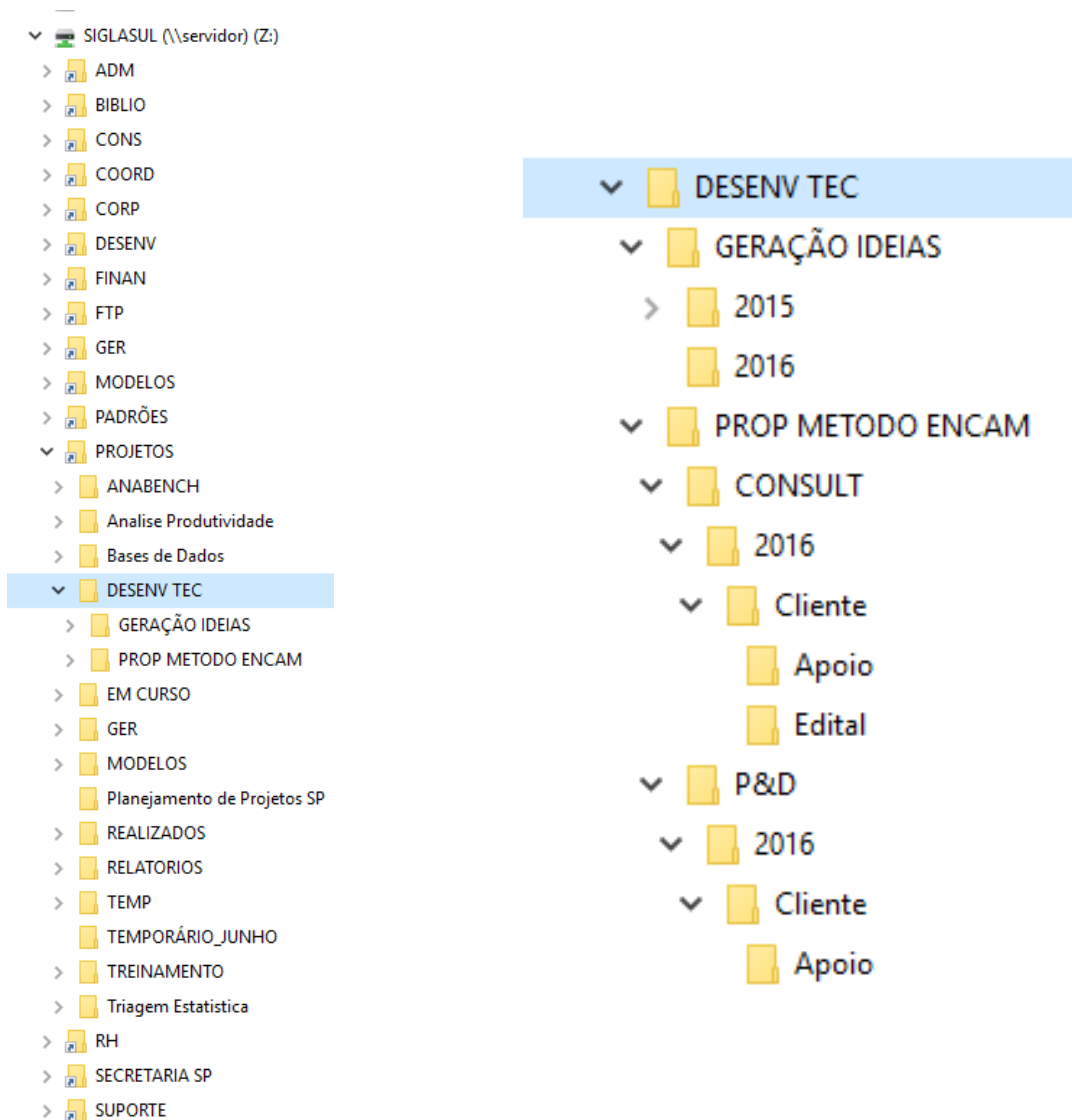 SIGLASUL (\\servidor) (Z:)
ADM
BIBLIO
CONS
COORD
CORP
DESENV
FINAN
FTP
GER
MODELOS
PADRÕES
PROJETOS
ANABENCH
Analise Produtividade
Bases de Dados
DESENV TEC
GERAÇÃO IDEIAS
PROP METODO ENCAM
EM CURSO
GER
MODELOS
Planejamento de Projetos SP
REALIZADOS
RELATORIOS
TEMP
TEMPORÁRIO_JUNHO
TREINAMENTO
Triagem Estatistica
RH
SECRETARIA SP
SUPORTE
DESENV TEC
GERAÇÃO IDEIAS
2015
2016
PROP METODO ENCAM
CONSULT
2016
Cliente
Apoio
Edital
P&D
2016
Cliente
Apoio